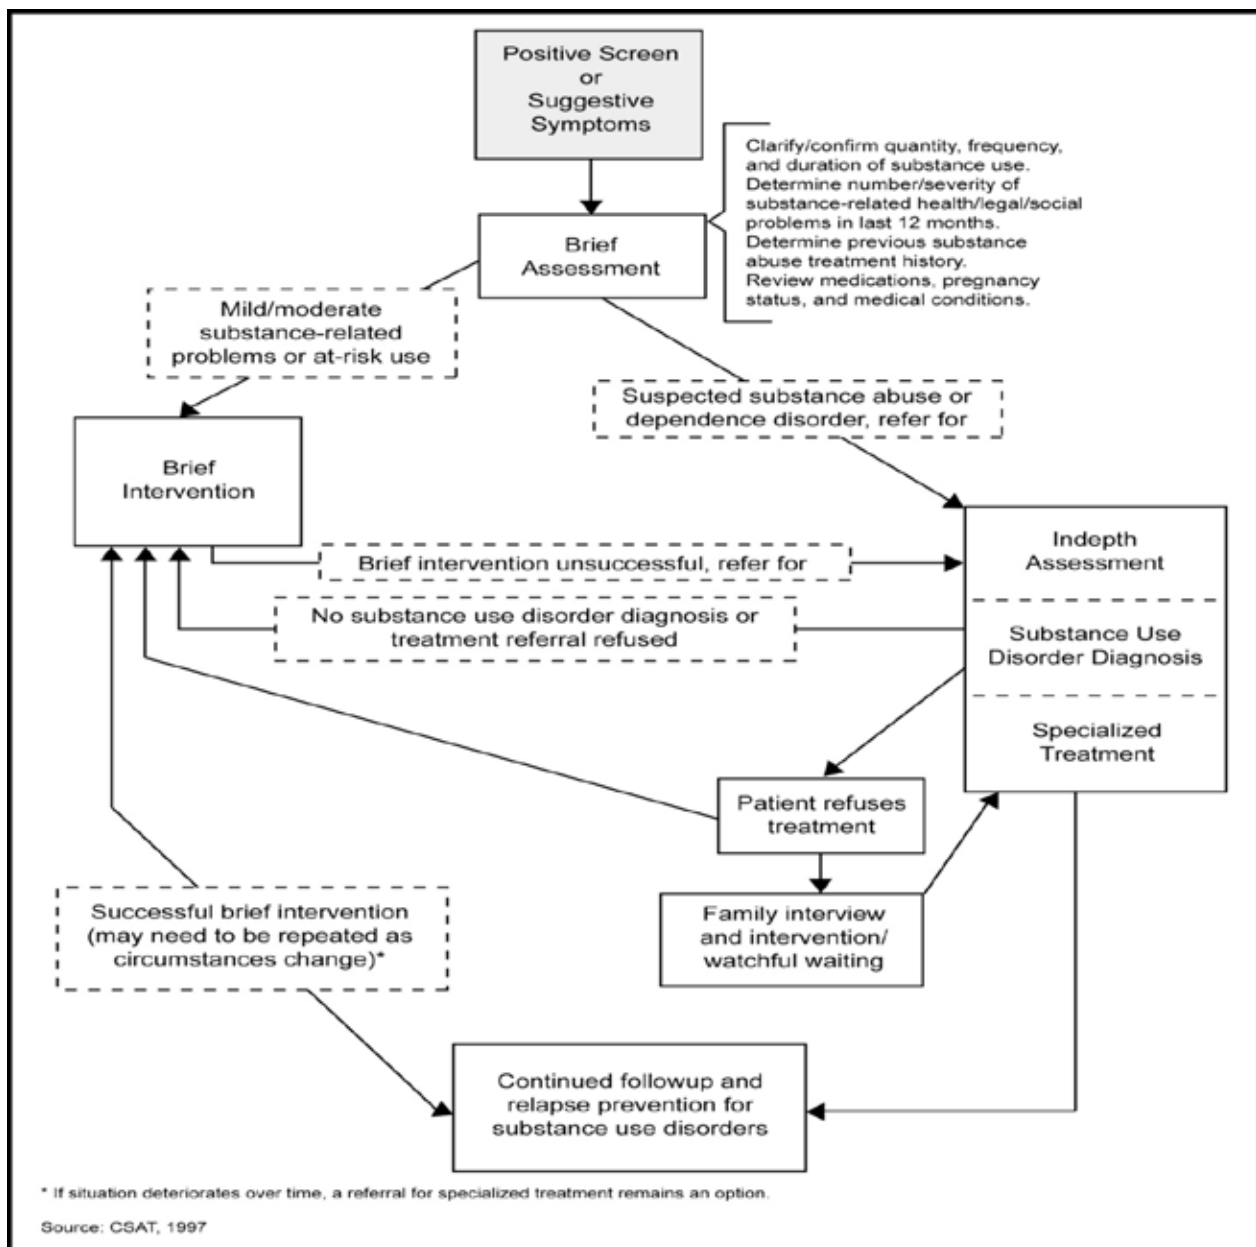 Positive Screen
or
Suggestive
Symptoms
Clarify/confirm quantity, frequency,
and duration of substance use.
Determine number/severity of
substance-related health/legal/social
problems in last 12 months.
Determine previous substance
abuse treatment history.
Review medications, pregnancy
status, and medical conditions.
Brief
Assessment
Mild/moderate
substance-related
problems or at-risk use
Suspected substance abuse or
dependence disorder, refer for
Brief
Intervention
Indepth
Assessment
Brief intervention unsuccessful, refer for
No substance use disorder diagnosis or
treatment referral refused
Substance Use
Disorder Diagnosis
Specialized
Treatment
Patient refuses
treatment
Family interview
and intervention/
watchful waiting
Successful brief intervention
(may need to be repeated as
circumstances change)*
Continued followup and
relapse prevention for
substance use disorders
* If situation deteriorates over time, a referral for specialized treatment remains an option.
Source: CSAT, 1997